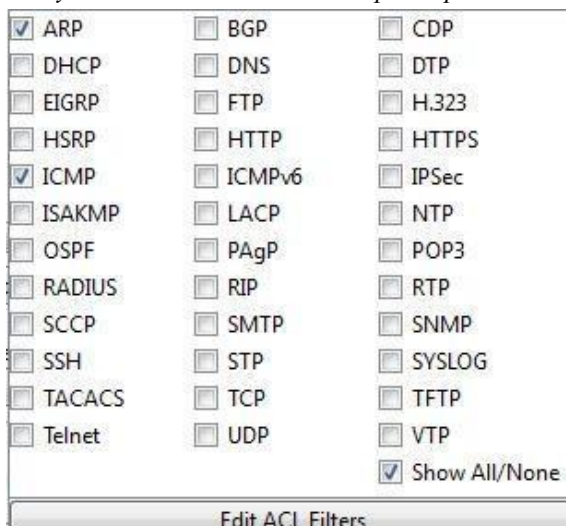 ARP BGP CDP
DHCP DNS DTP
EIGRP FTP H.323
HSRP HTTP HTTPS
ICMP ICMPv6 IPSec
ISAKMP LACP NTP
OSPF PAgP POP3
RADIUS RIP RTP
SCCP SMTP SNMP
SSH STP SYSLOG
TACACS TCP TFTP
Telnet UDP VTP
Show All/None
Edit ACL Filters